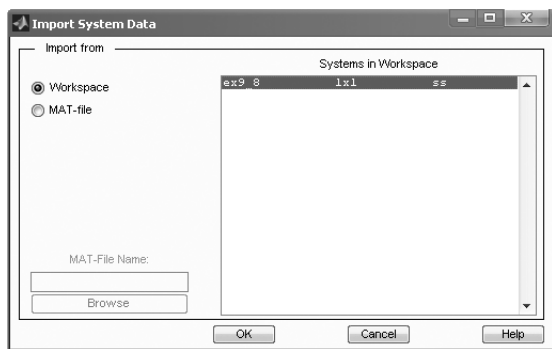 Import System Data
Import from
Systems in Workspace
Workspace
MAT-file
ex9_8 1x1 ss
MAT-File Name:
Browse
OK Cancel Help